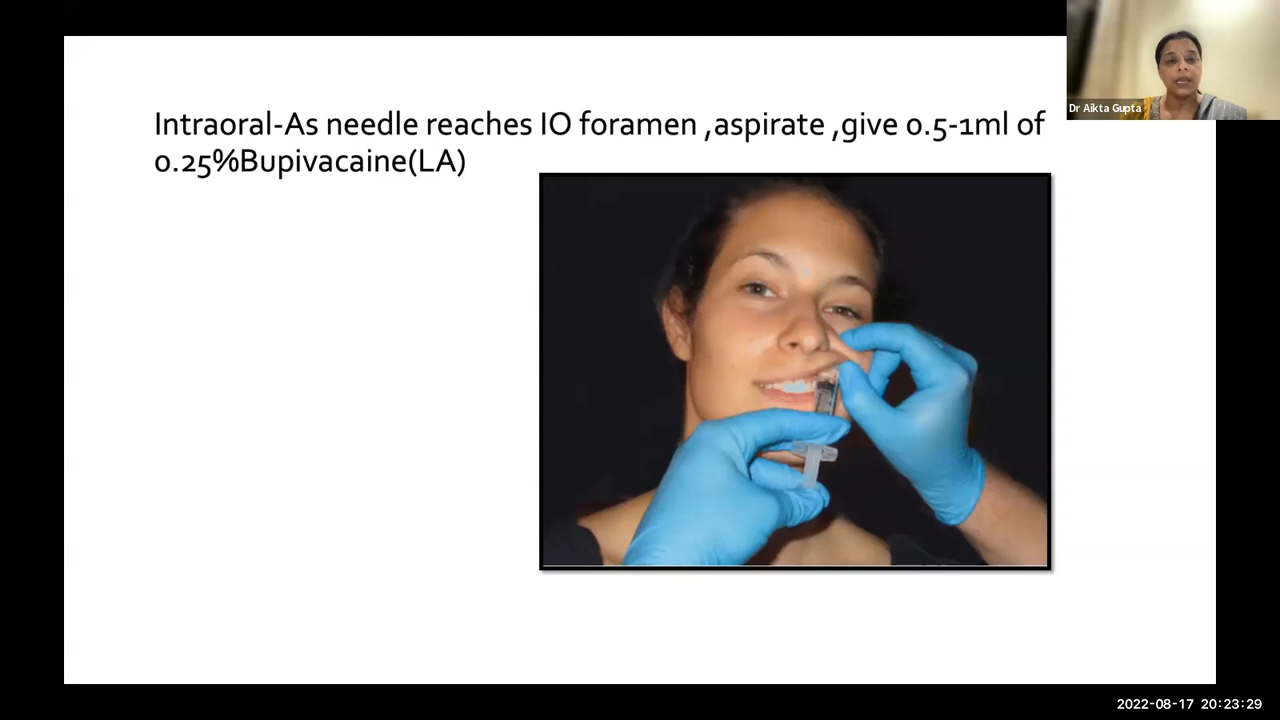 Intraoral-As needle reaches IO foramen ,aspirate ,give 0.5-1ml of
0.25%Bupivacaine(LA)
Dr Aikta Gupta
2022-08-17 20:23:29